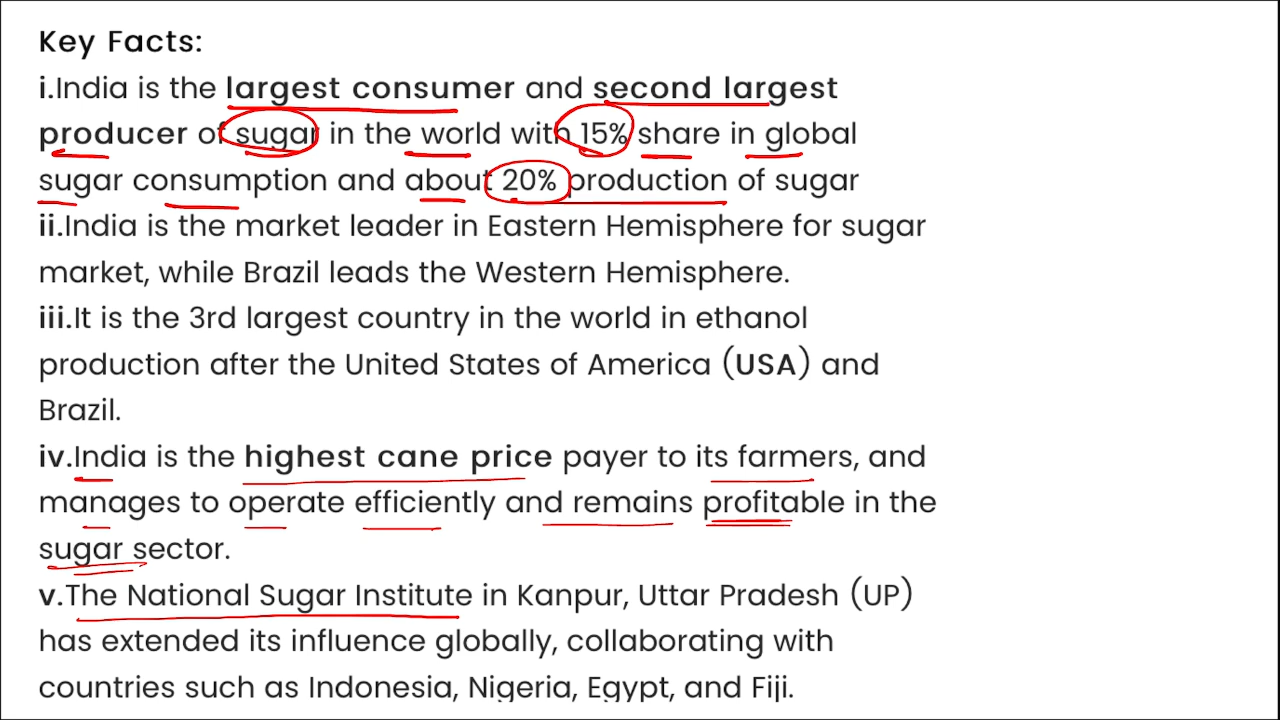 Key Facts:
i.India is the largest consumer and second largest
producer of sugar in the world with 15% share in global
sugar consumption and about 20% production of sugar
ii.India is the market leader in Eastern Hemisphere for sugar
market, while Brazil leads the Western Hemisphere.
iii.It is the 3rd largest country in the world in ethanol
production after the United States of America (USA) and
Brazil.
iv.India is the highest cane price payer to its farmers, and
manages to operate efficiently and remains profitable in the
sugar sector.
v.The National Sugar Institute in Kanpur, Uttar Pradesh (UP)
has extended its influence globally, collaborating with
countries such as Indonesia, Nigeria, Egypt, and Fiji.